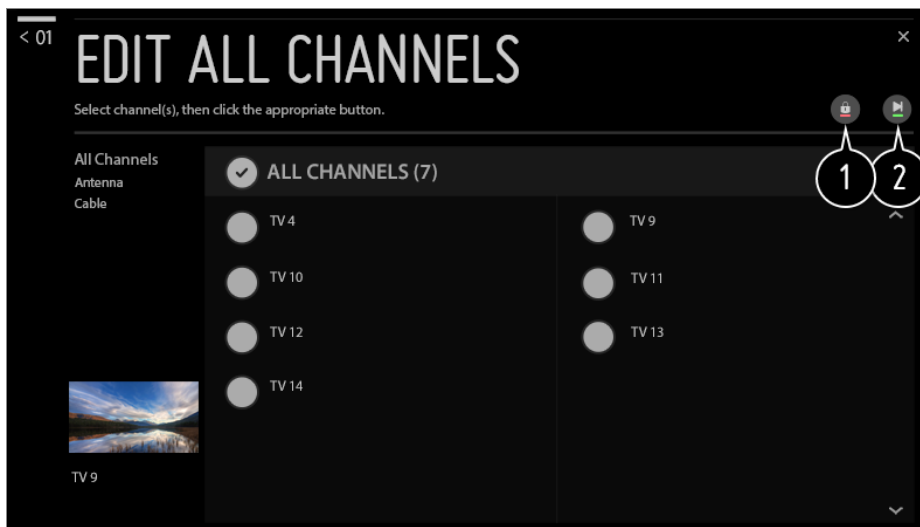 < 01
EDIT ALL CHANNELS
Select channel(s), then click the appropriate button.
1
2
All Channels
Antenna
Cable
ALL CHANNELS (7)
TV 4
TV 9
TV 10
TV 11
TV 12
TV 13
TV 14
TV 9